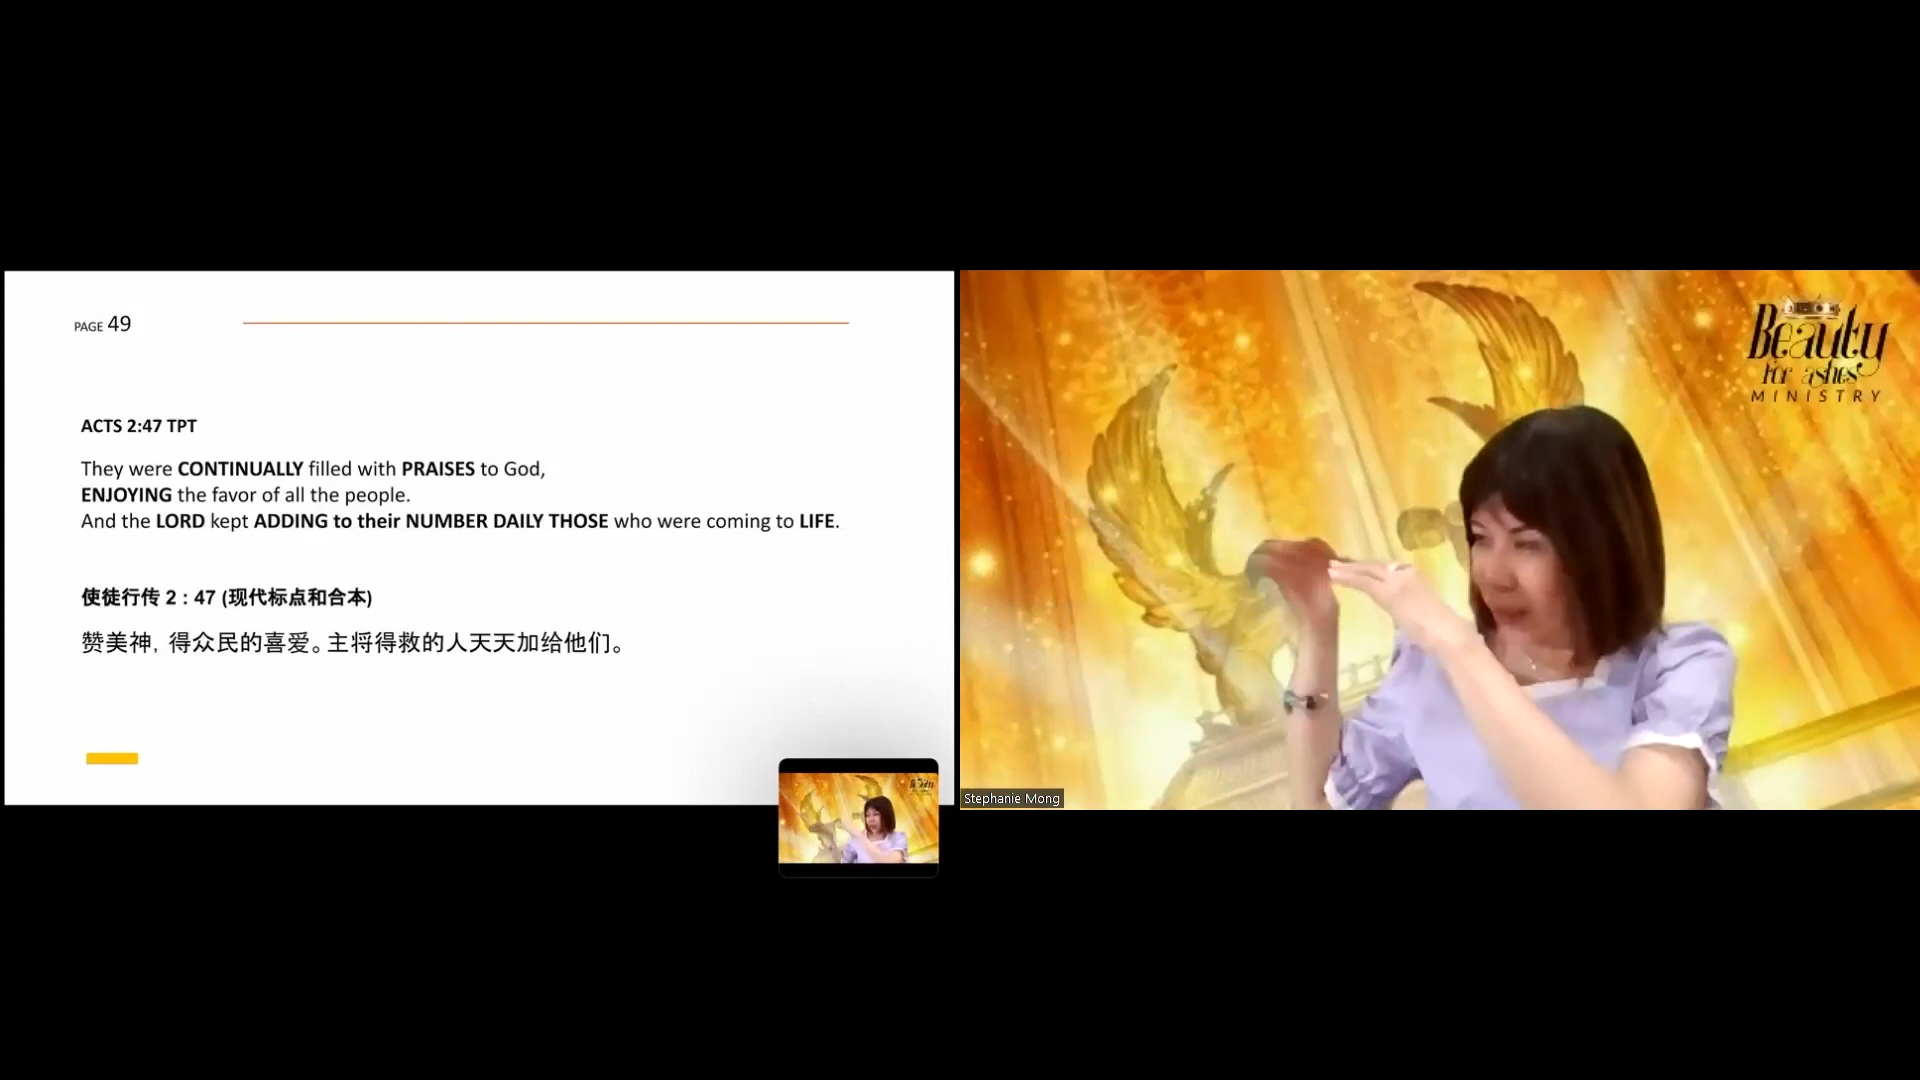 PAGE 49
ACTS 2:47 TPT
They were CONTINUALLY filled with PRAISES to God,
ENJOYING the favor of all the people.
And the LORD kept ADDING to their NUMBER DAILY THOSE who were coming to LIFE.
使徒行传 2 : 47 (现代标点和合本)
赞美神，得众民的喜爱。主将得救的人天天加给他们。
Beauty
for ashes
MINISTRY
Stephanie Mong